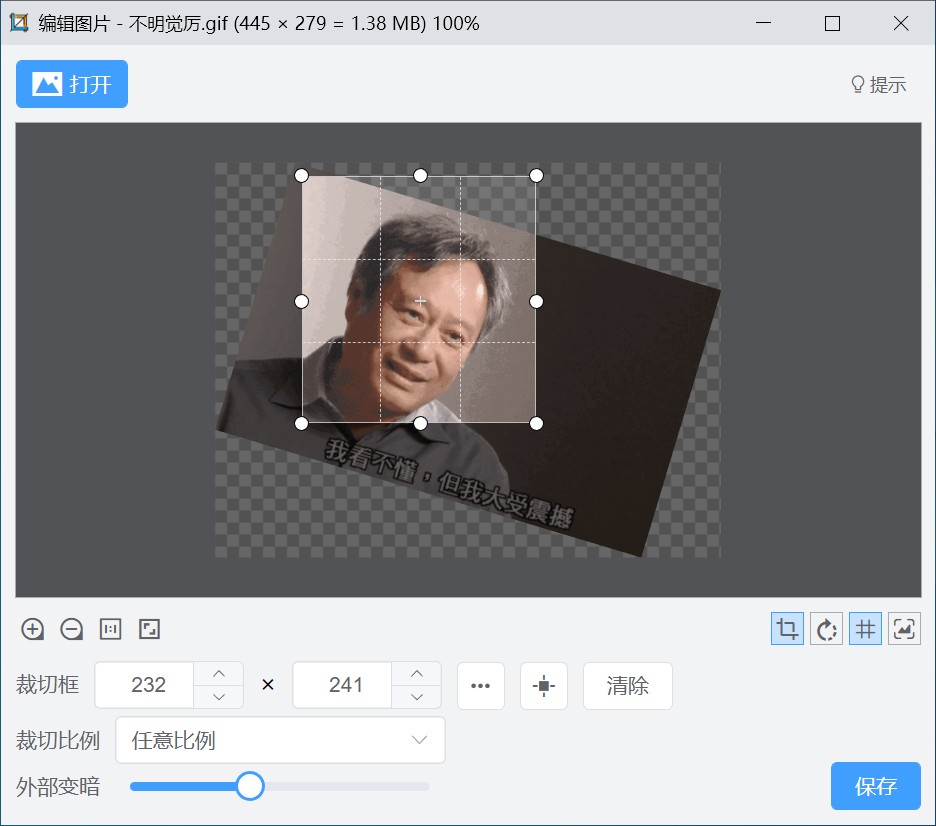 编辑图片 - 不明觉厉.gif (445 × 279 = 1.38 MB) 100%
打开
提示
我看不懂，但我大受震撼
1:1
裁切框 232 × 241 清除
裁切比例 任意比例
外部变暗
保存